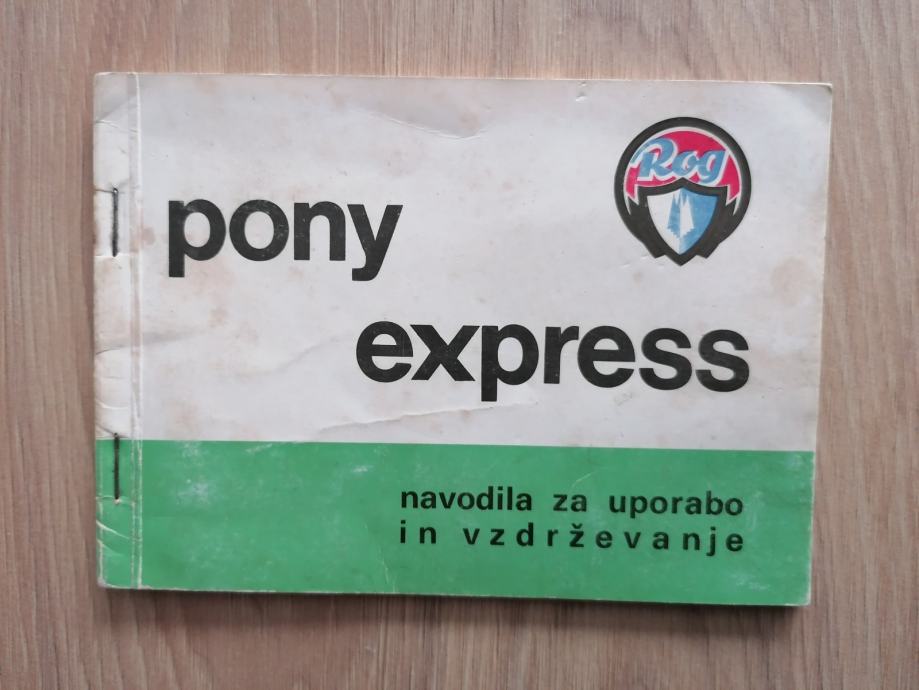 Rog
pony
express
navodila za uporabo
in vzdrževanje